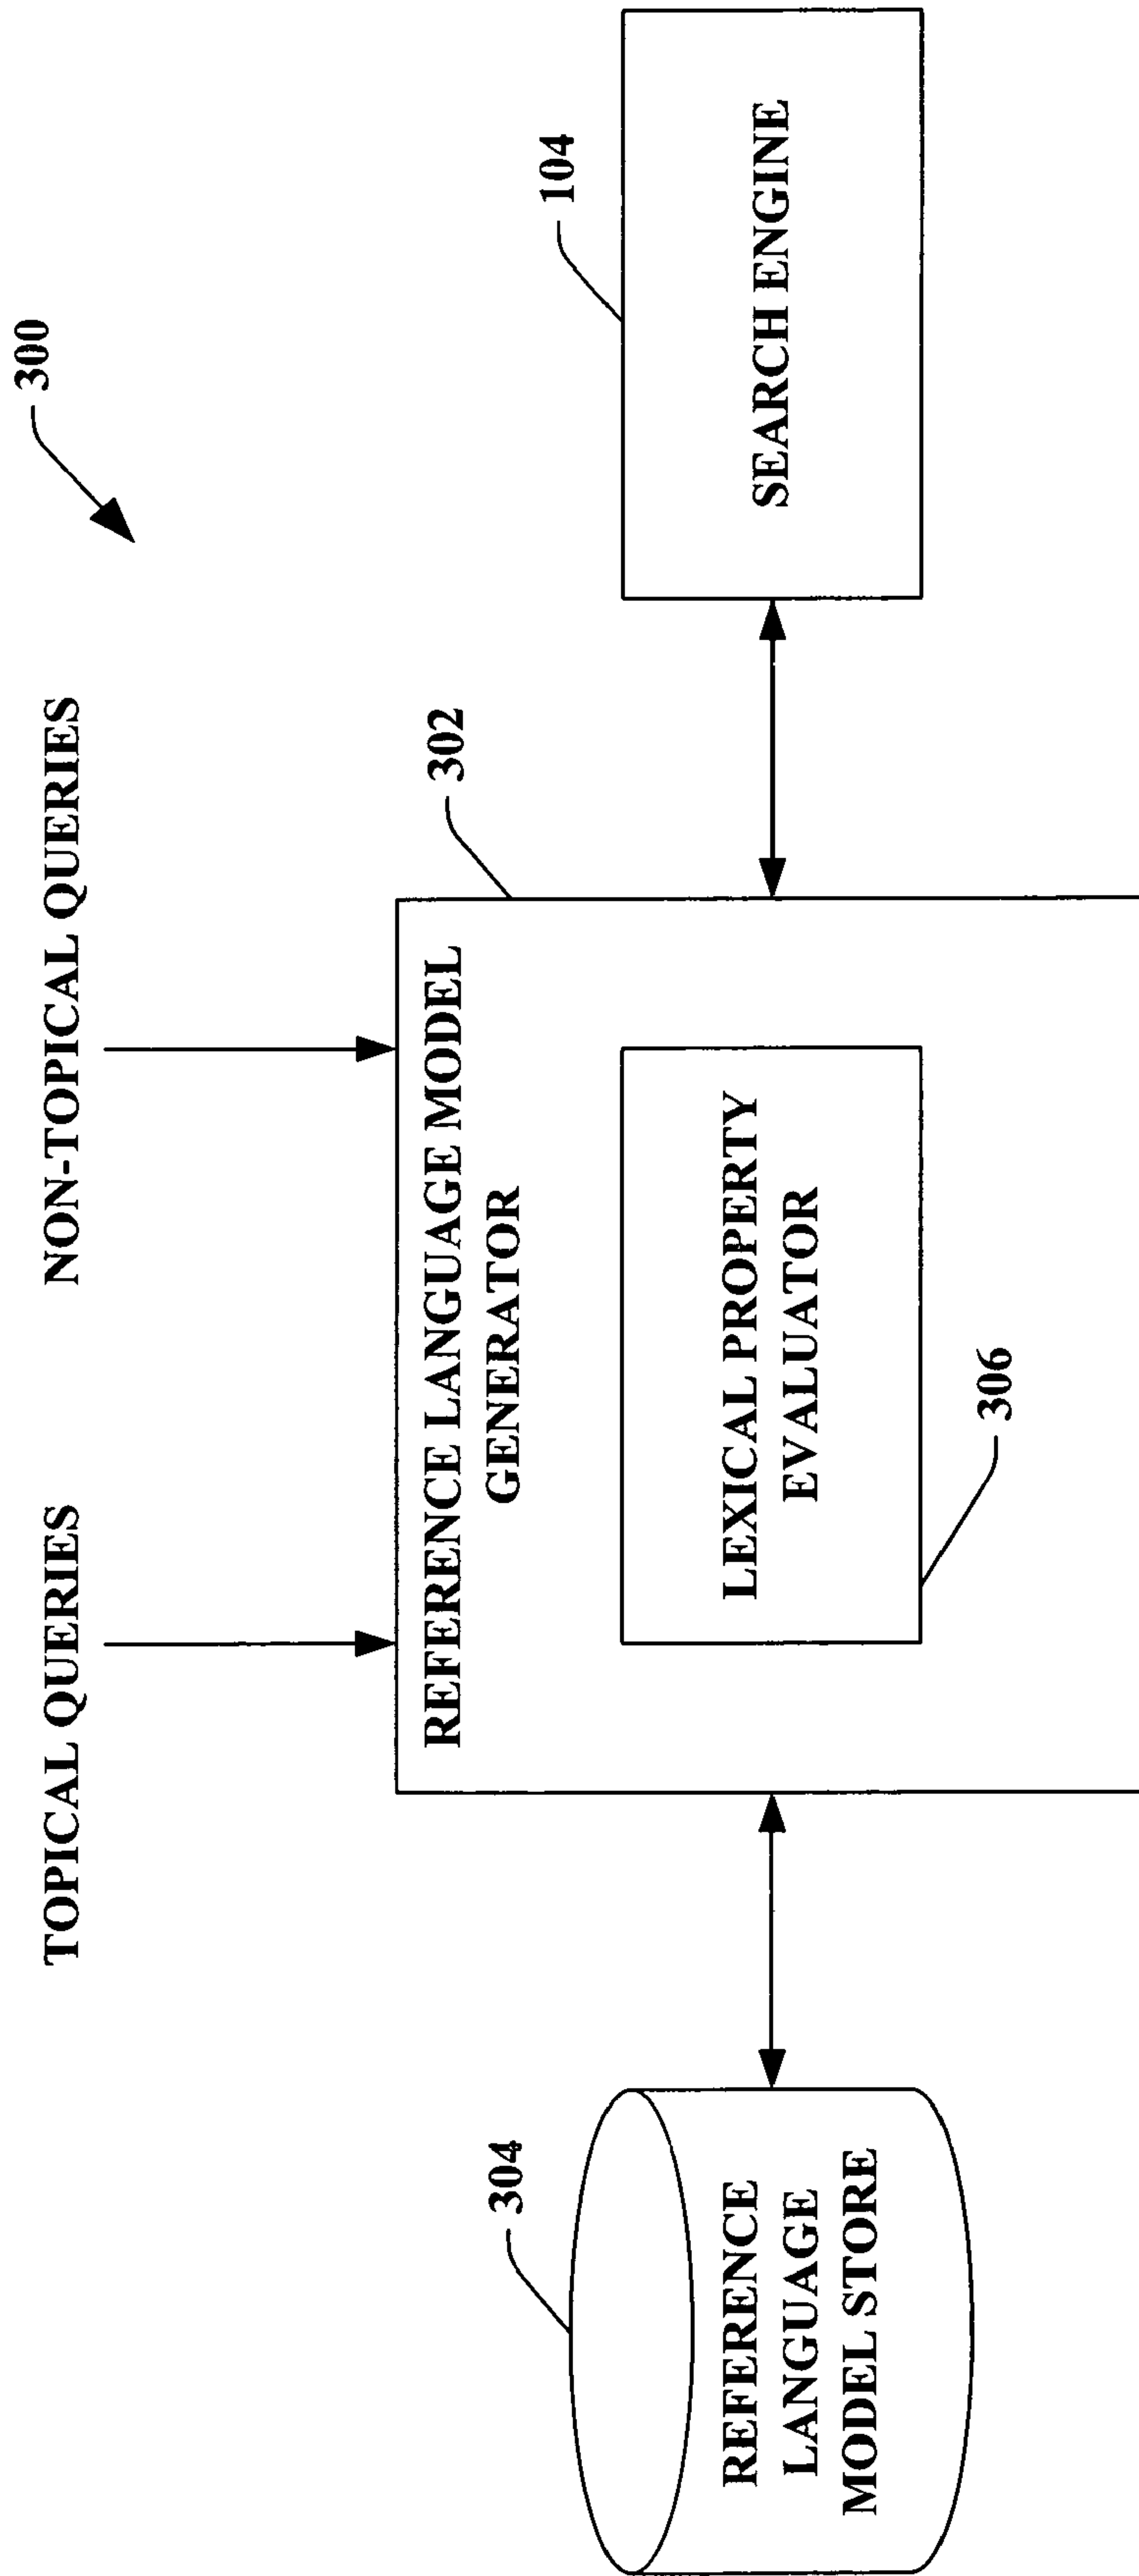 300
TOPICAL QUERIES
NON-TOPICAL QUERIES
304
REFERENCE
LANGUAGE
MODEL STORE
302
REFERENCE LANGUAGE MODEL
GENERATOR
LEXICAL PROPERTY
EVALUATOR
306
104
SEARCH ENGINE